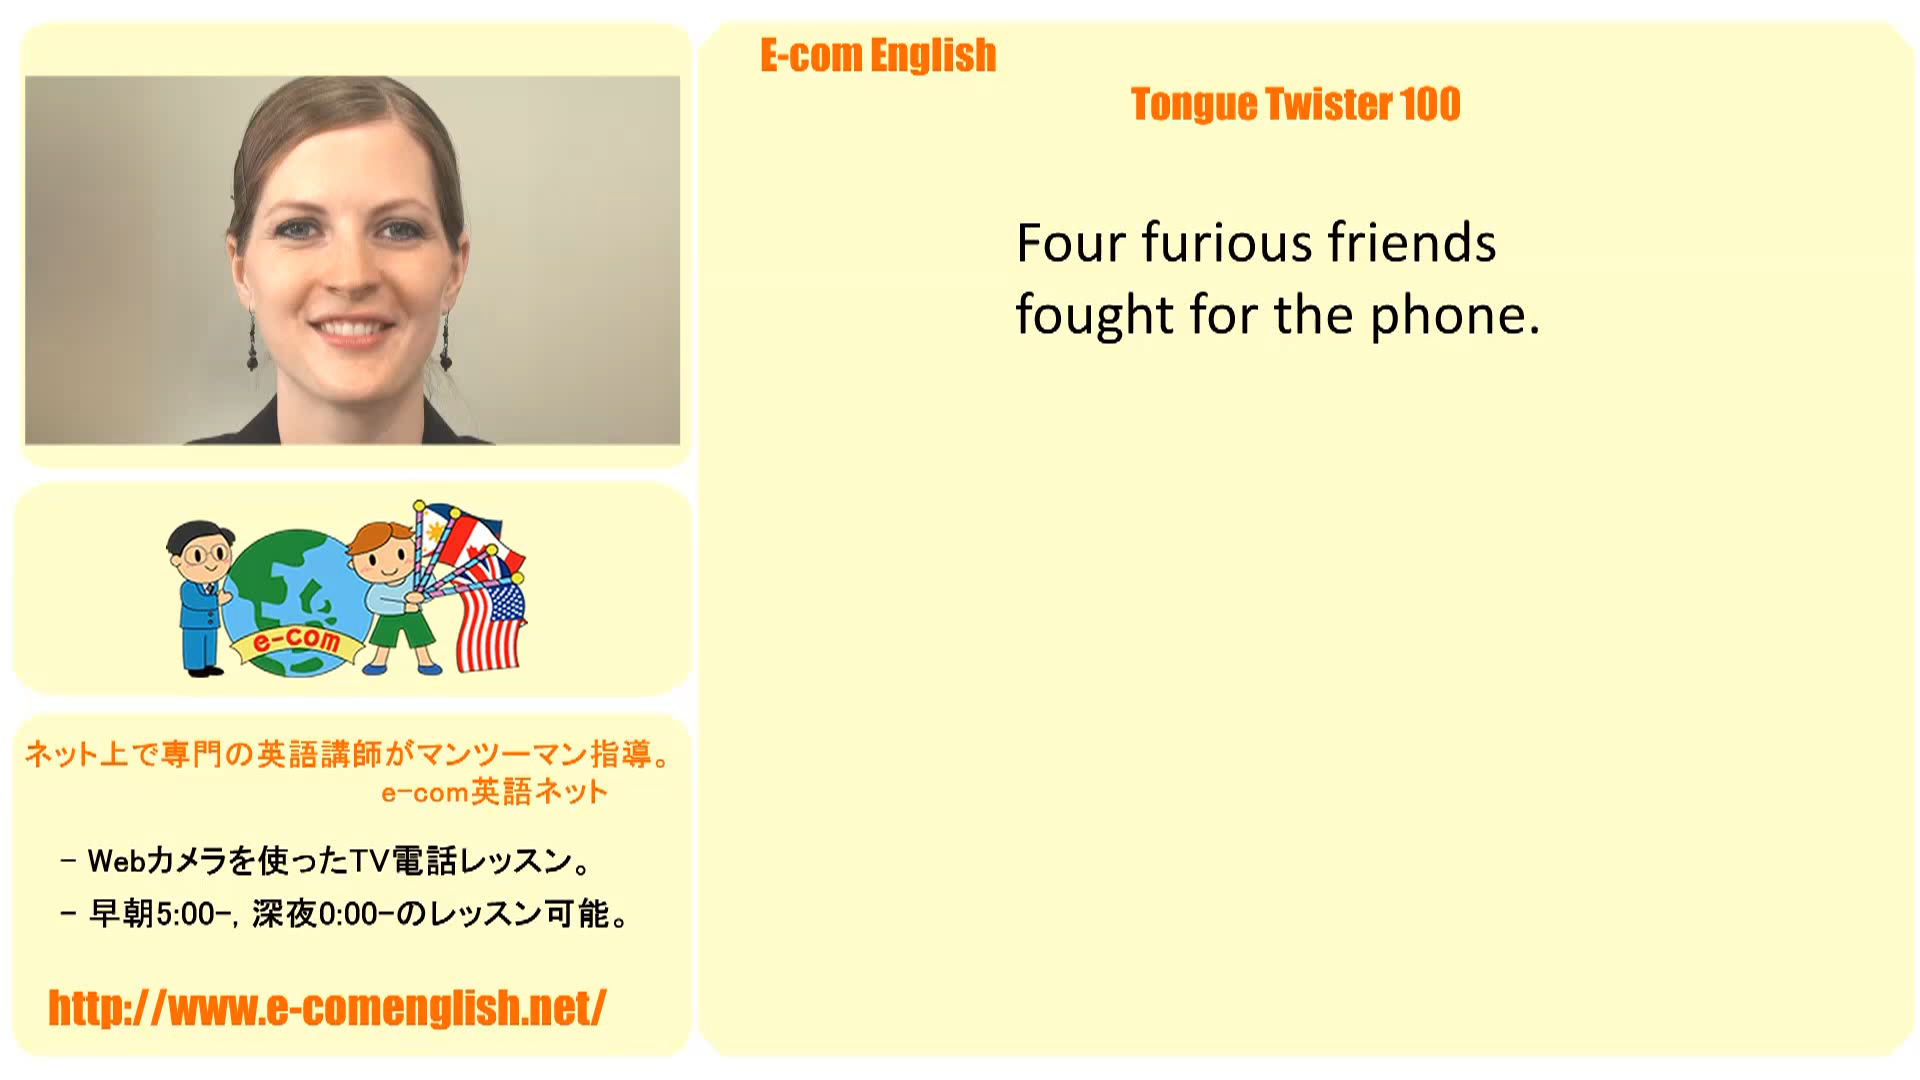 E-com English
Tongue Twister 100
Four furious friends
fought for the phone.
e-com
ネット上で専門の英語講師がマンツーマン指導。
e-com英語ネット
- Webカメラを使ったTV電話レッスン。
- 早朝5:00-, 深夜0:00-のレッスン可能。
http://www.e-comenglish.net/